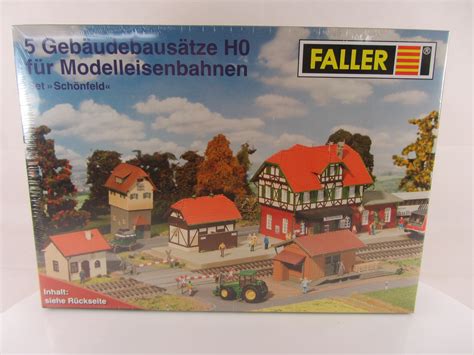 5 Gebäudebausätze H0
für Modelleisenbahnen
Set »Schönfeld«
FALLER
Inhalt:
siehe Rückseite